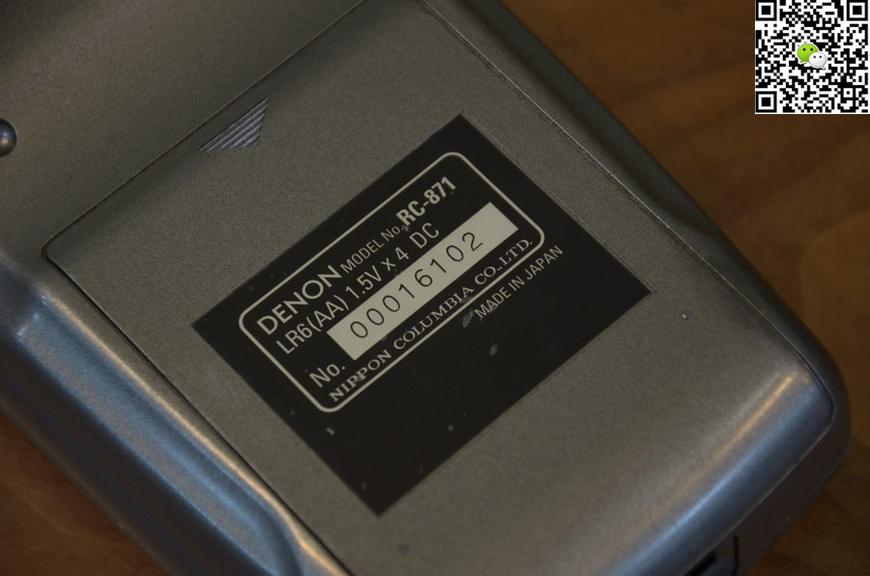 DENON MODEL No. RC-871
LR6(AA) 1.5V X 4 DC
No. 00016102
NIPPON COLUMBIA CO.,LTD.
MADE IN JAPAN